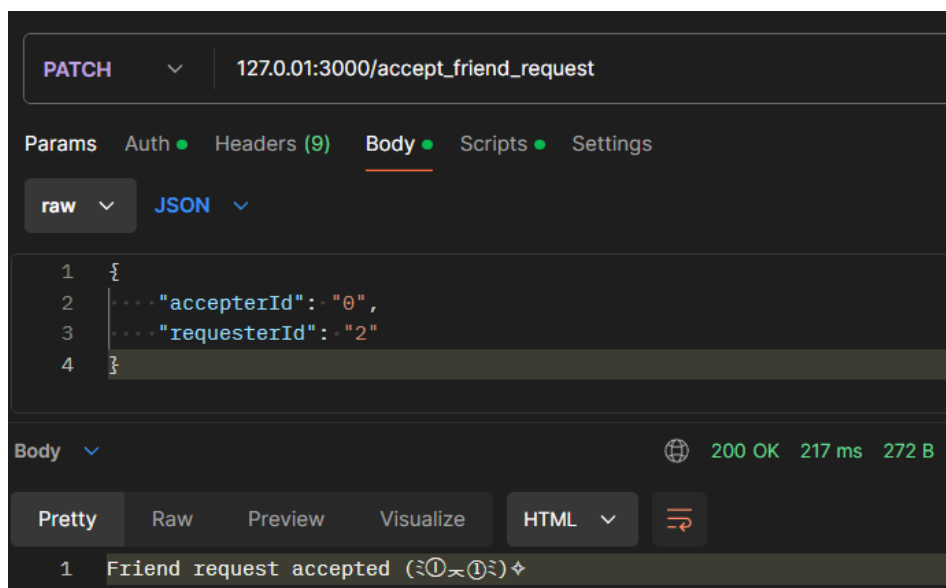 PATCH 127.0.01:3000/accept_friend_request
Params Auth Headers (9) Body Scripts Settings
raw JSON
1 {
2 "accepterId": "0",
3 "requesterId": "2"
4 }
Body 200 OK 217 ms 272 B
Pretty Raw Preview Visualize HTML
1 Friend request accepted